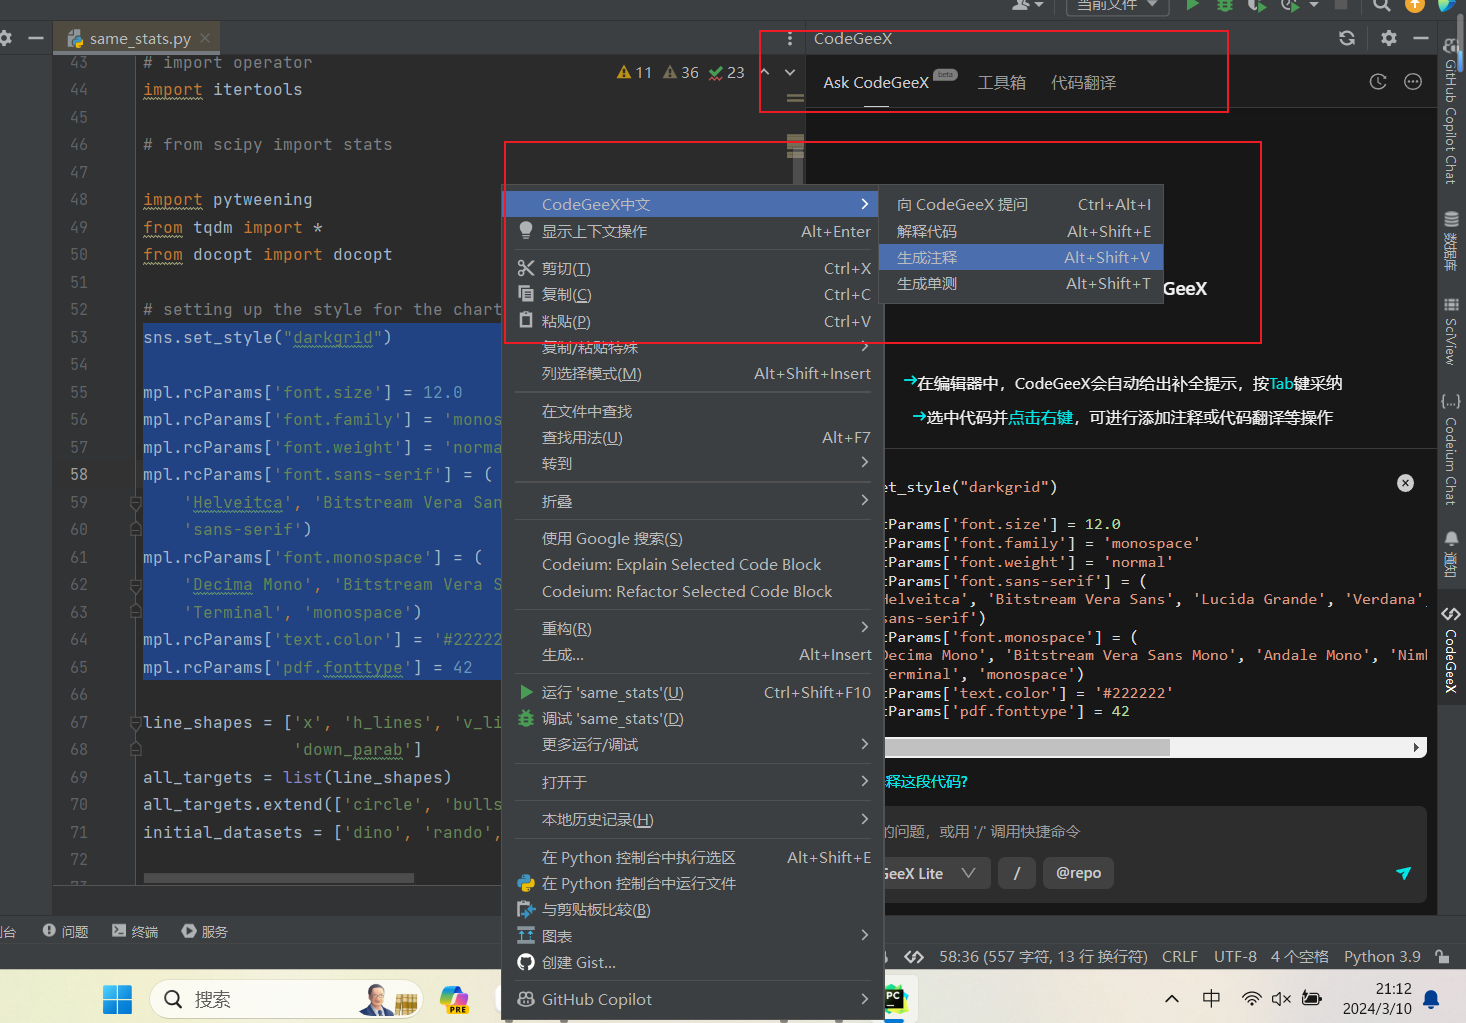 当前文件
same_stats.py
CodeGeeX
11 36 23
Ask CodeGeeX beta 工具箱 代码翻译
43 # import operator
44 import itertools
45
46 # from scipy import stats
47
48 import pytweening
49 from tqdm import *
50 from docopt import docopt
51
52 # setting up the style for the chart
53 sns.set_style("darkgrid")
54
55 mpl.rcParams['font.size'] = 12.0
56 mpl.rcParams['font.family'] = 'monos
57 mpl.rcParams['font.weight'] = 'norma
58 mpl.rcParams['font.sans-serif'] = (
59 'Helveitca', 'Bitstream Vera San
60 'sans-serif')
61 mpl.rcParams['font.monospace'] = (
62 'Decima Mono', 'Bitstream Vera S
63 'Terminal', 'monospace')
64 mpl.rcParams['text.color'] = '#22222
65 mpl.rcParams['pdf.fonttype'] = 42
66
67 line_shapes = ['x', 'h_lines', 'v_li
68 'down_parab']
69 all_targets = list(line_shapes)
70 all_targets.extend(['circle', 'bulls
71 initial_datasets = ['dino', 'rando',
72
CodeGeeX中文
显示上下文操作 Alt+Enter
剪切(T) Ctrl+X
复制(C) Ctrl+C
粘贴(P) Ctrl+V
复制/粘贴特殊
列选择模式(M) Alt+Shift+Insert
在文件中查找
查找用法(U) Alt+F7
转到
折叠
使用 Google 搜索(S)
Codeium: Explain Selected Code Block
Codeium: Refactor Selected Code Block
重构(R)
生成... Alt+Insert
运行 'same_stats'(U) Ctrl+Shift+F10
调试 'same_stats'(D)
更多运行/调试
打开于
本地历史记录(H)
在 Python 控制台中执行选区 Alt+Shift+E
在 Python 控制台中运行文件
与剪贴板比较(B)
图表
创建 Gist...
GitHub Copilot
向 CodeGeeX 提问 Ctrl+Alt+I
解释代码 Alt+Shift+E
生成注释 Alt+Shift+V
生成单测 Alt+Shift+T
GeeX
➔在编辑器中，CodeGeeX会自动给出补全提示，按Tab键采纳
➔选中代码并点击右键，可进行添加注释或代码翻译等操作
et_style("darkgrid")
tParams['font.size'] = 12.0
tParams['font.family'] = 'monospace'
tParams['font.weight'] = 'normal'
tParams['font.sans-serif'] = (
Helveitca', 'Bitstream Vera Sans', 'Lucida Grande', 'Verdana',
sans-serif')
tParams['font.monospace'] = (
Decima Mono', 'Bitstream Vera Sans Mono', 'Andale Mono', 'Niml
Terminal', 'monospace')
tParams['text.color'] = '#222222'
tParams['pdf.fonttype'] = 42
释这段代码?
的问题，或用 '/' 调用快捷命令
GeeX Lite / @repo
GitHub Copilot Chat
数据库
SciView
Codeium Chat
通知
CodeGeeX
台 问题 终端 服务
58:36 (557 字符, 13 行 换行符) CRLF UTF-8 4 个空格 Python 3.9
搜索 PRE PC 中 21:12
2024/3/10